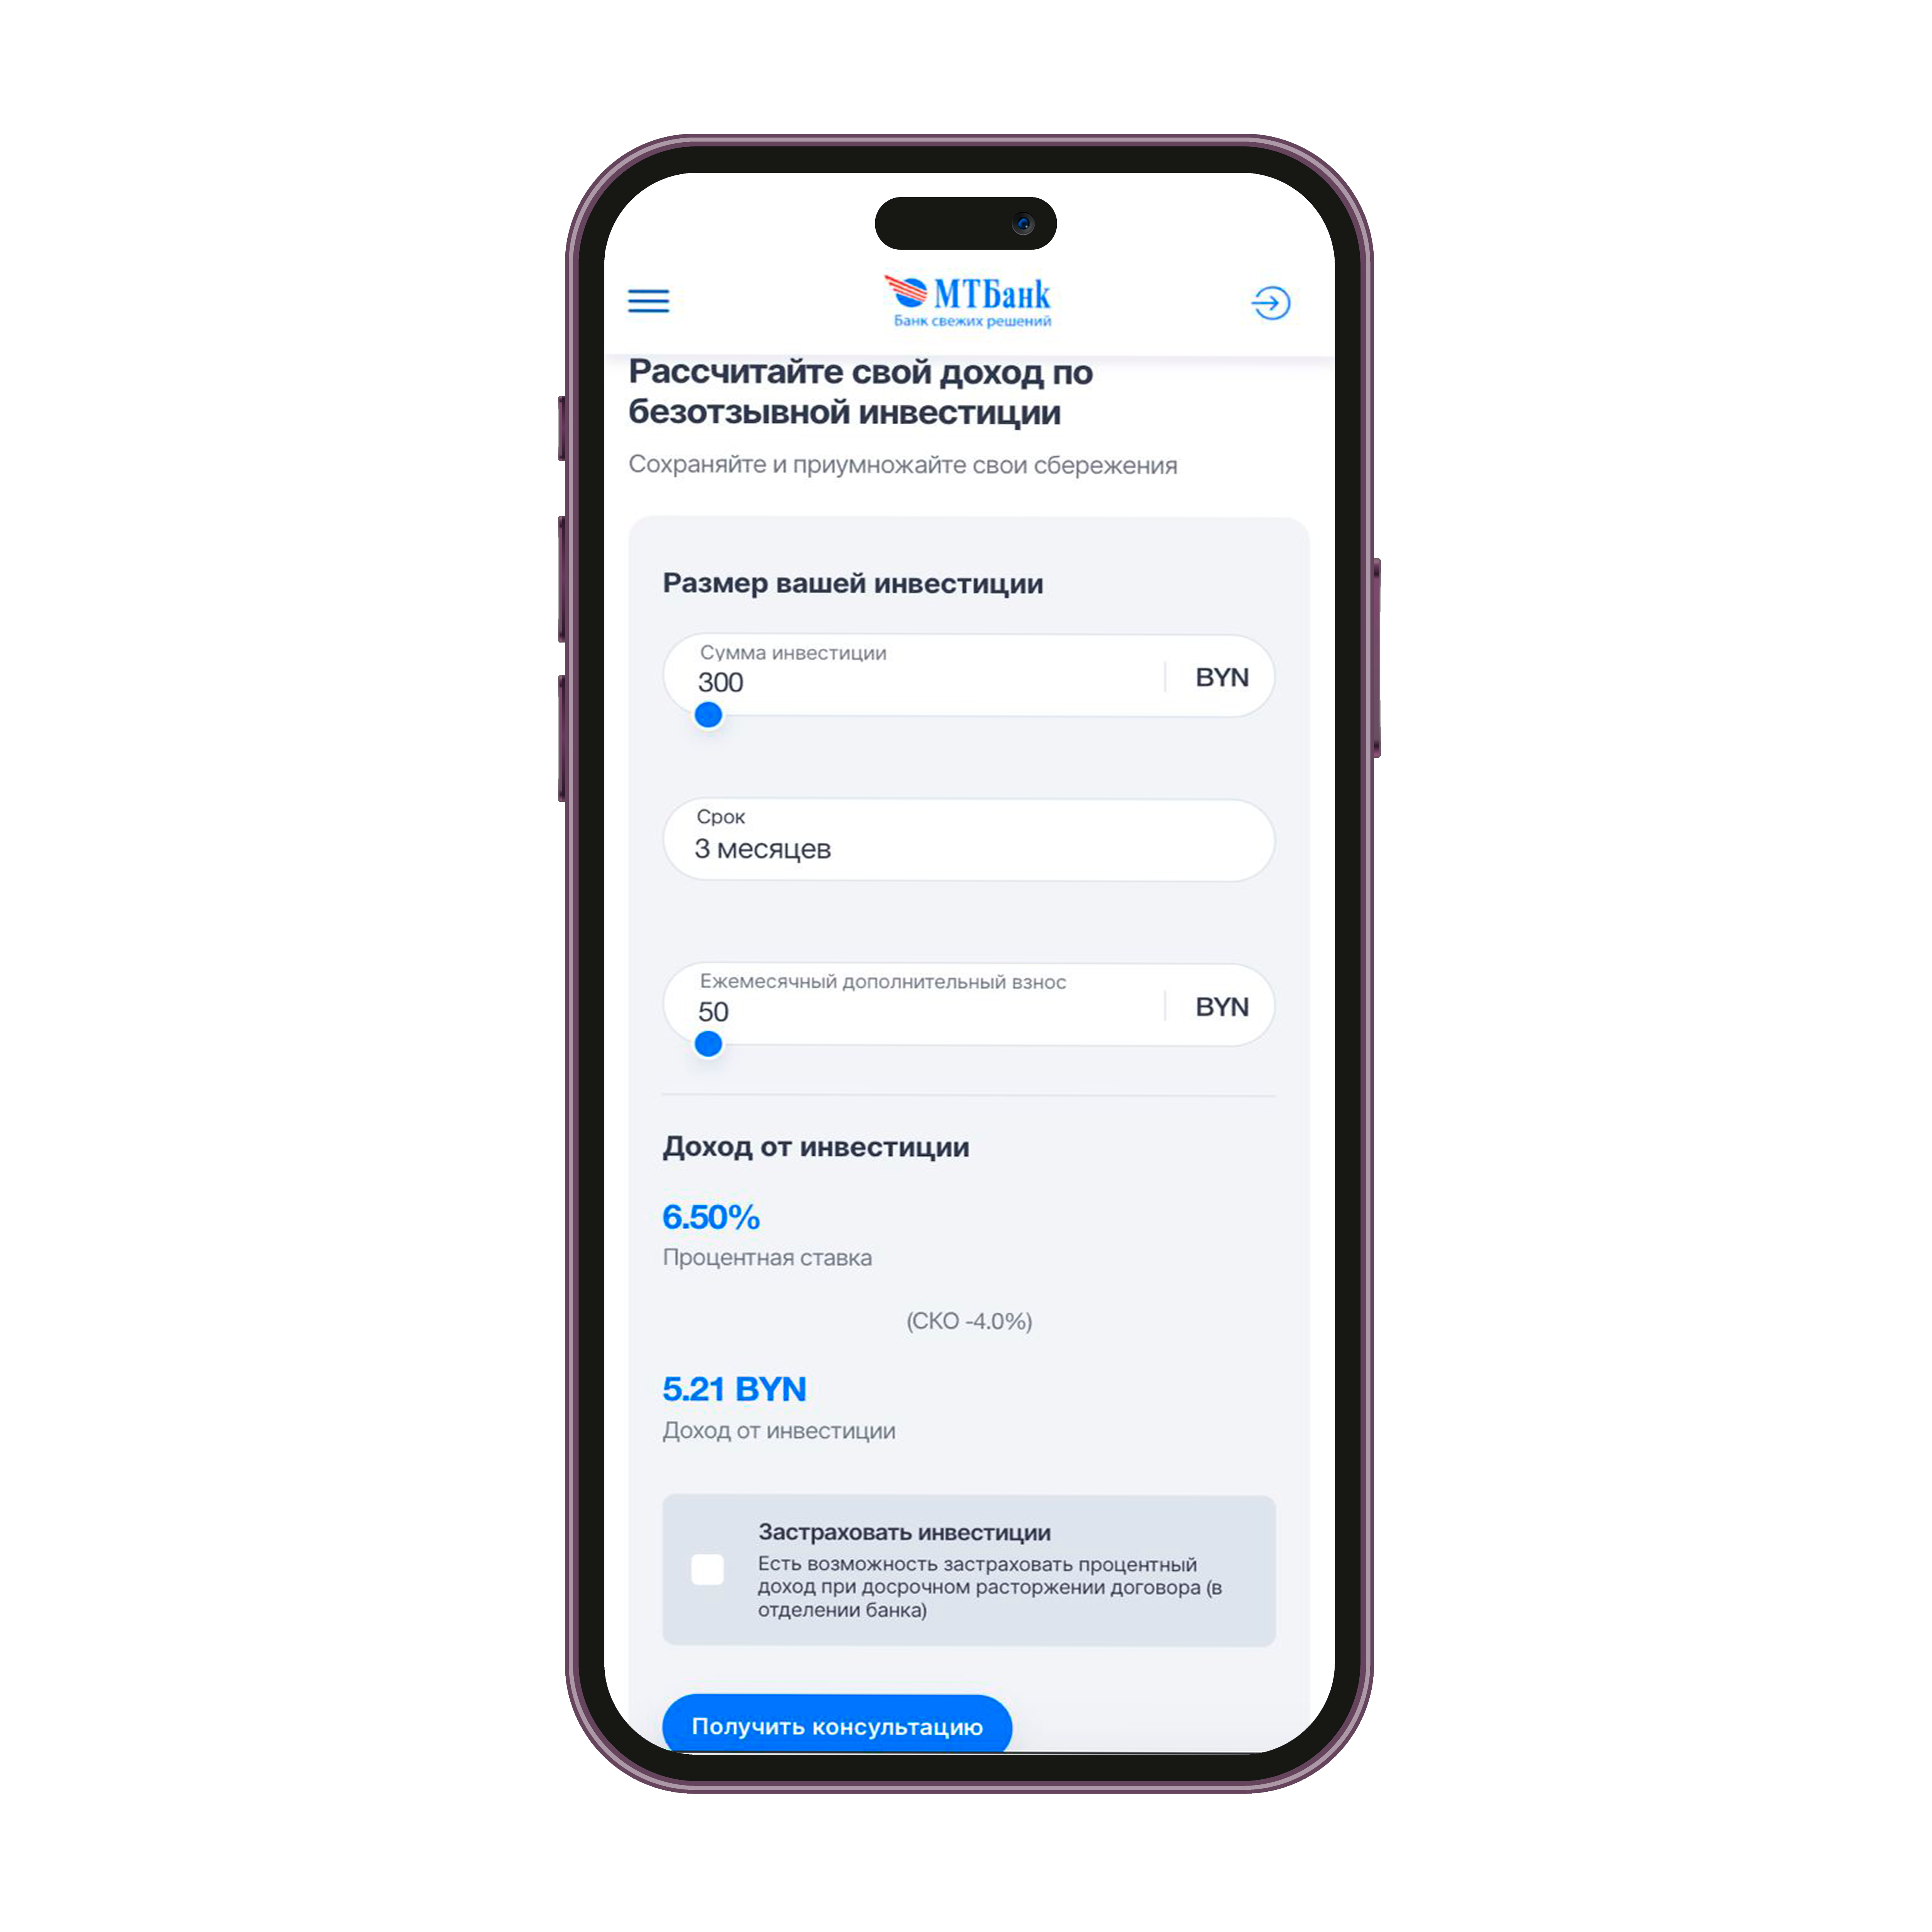 МТБанк
Банк свежих решений
Рассчитайте свой доход по
безотзывной инвестиции
Сохраняйте и приумножайте свои сбережения
Размер вашей инвестиции
Сумма инвестиции
300
BYN
Срок
3 месяцев
Ежемесячный дополнительный взнос
50
BYN
Доход от инвестиции
6.50%
Процентная ставка
(СКО -4.0%)
5.21 BYN
Доход от инвестиции
Застраховать инвестиции
Есть возможность застраховать процентный
доход при досрочном расторжении договора (в
отделении банка)
Получить консультацию